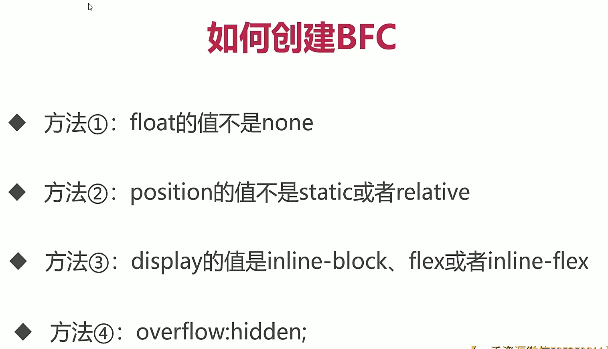 如何创建BFC
◆ 方法①：float的值不是none
◆ 方法②：position的值不是static或者relative
◆ 方法③：display的值是inline-block、flex或者inline-flex
◆ 方法④：overflow:hidden;